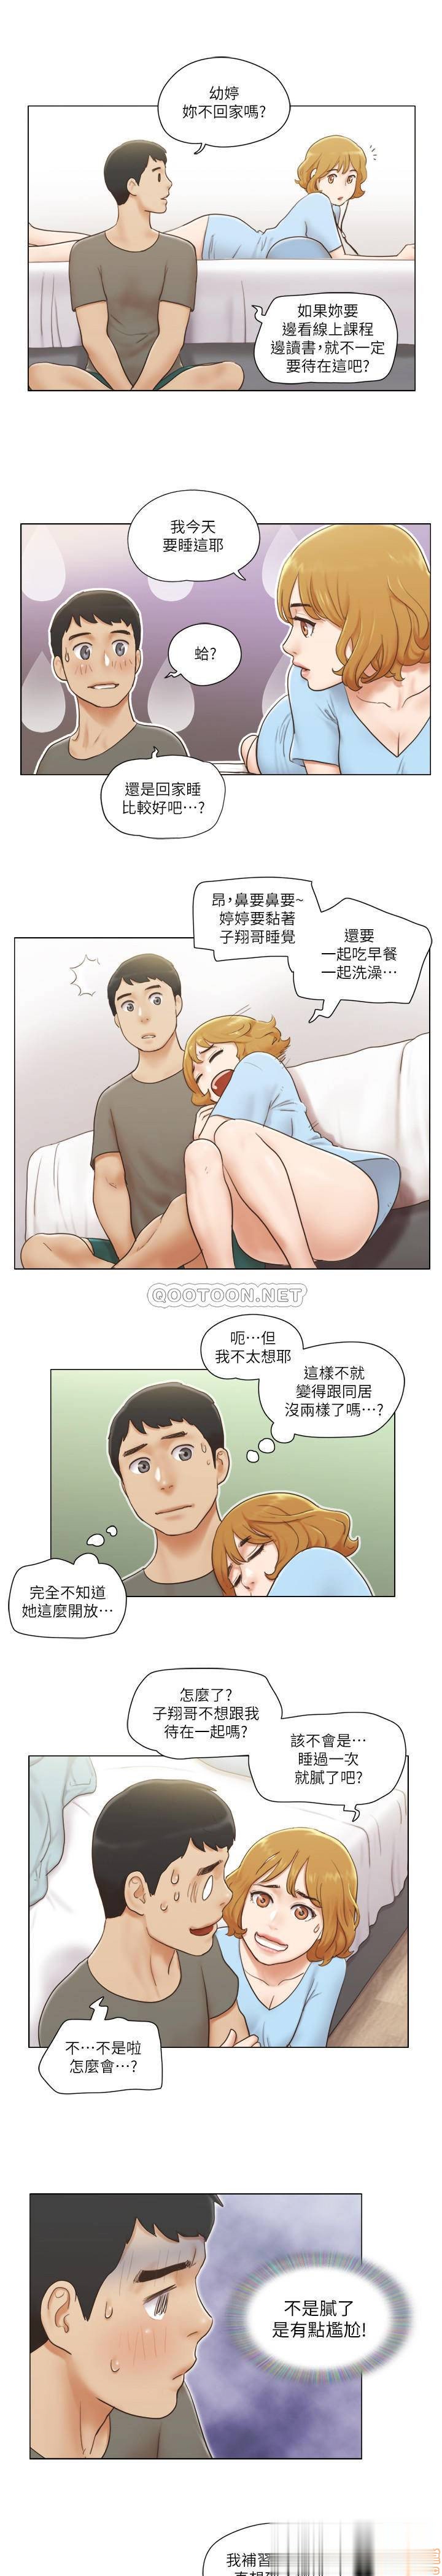 幼婷
妳不回家嗎?
如果妳要
邊看線上課程
邊讀書,就不一定
要待在這吧?
我今天
要睡這耶
蛤?
還是回家睡
比較好吧…?
昂,鼻要鼻要~
婷婷要黏著
子翔哥睡覺
還要
一起吃早餐
一起洗澡…
QOOTOON.NET
呃…但
我不太想耶
這樣不就
變得跟同居
沒兩樣了嗎…?
完全不知道
她這麼開放…
怎麼了?
子翔哥不想跟我
待在一起嗎?
該不會是…
睡過一次
就膩了吧?
不…不是啦
怎麼會…?
不是膩了
是有點尷尬!
我補習